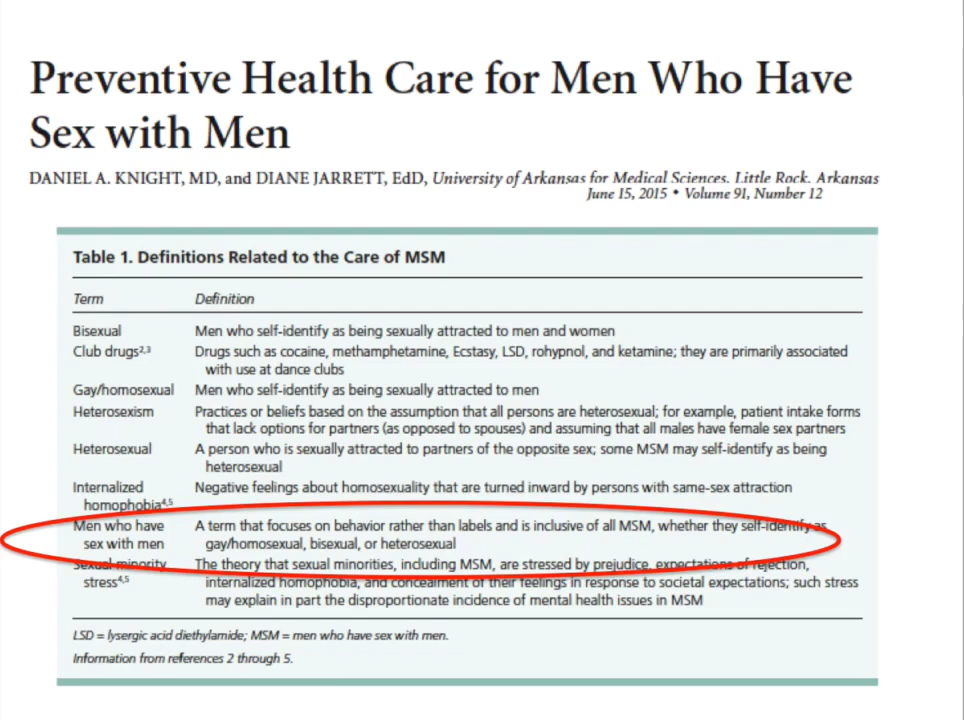 Preventive Health Care for Men Who Have
Sex with Men
DANIEL A. KNIGHT, MD, and DIANE JARRETT, EdD, University of Arkansas for Medical Sciences, Little Rock, Arkansas
June 15, 2015 • Volume 91, Number 12
Table 1. Definitions Related to the Care of MSM
Term Definition
Bisexual Men who self-identify as being sexually attracted to men and women
Club drugs2,3 Drugs such as cocaine, methamphetamine, Ecstasy, LSD, rohypnol, and ketamine; they are primarily associated
with use at dance clubs
Gay/homosexual Men who self-identify as being sexually attracted to men
Heterosexism Practices or beliefs based on the assumption that all persons are heterosexual; for example, patient intake forms
that lack options for partners (as opposed to spouses) and assuming that all males have female sex partners
Heterosexual A person who is sexually attracted to partners of the opposite sex; some MSM may self-identify as being
heterosexual
Internalized Negative feelings about homosexuality that are turned inward by persons with same-sex attraction
homophobia4,5
Men who have A term that focuses on behavior rather than labels and is inclusive of all MSM, whether they self-identify as
sex with men gay/homosexual, bisexual, or heterosexual
Sexual minority The theory that sexual minorities, including MSM, are stressed by prejudice, expectations of rejection,
stress4,5 internalized homophobia, and concealment of their feelings in response to societal expectations; such stress
may explain in part the disproportionate incidence of mental health issues in MSM
LSD = lysergic acid diethylamide; MSM = men who have sex with men.
Information from references 2 through 5.